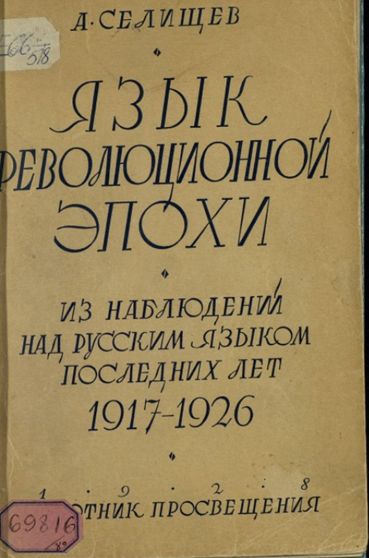 А·СЕЛИЩЕВ
ЯЗЫК
РЕВОЛЮЦИОННОЙ
ЭПОХИ
ИЗ НАБЛЮДЕНИЙ
НАД РУССКИМ ЯЗЫКОМ
ПОСЛЕДНИХ ЛЕТ
1917-1926
1·9·2·8
ОТНИК ПРОСВЕЩЕНИЯ
69816